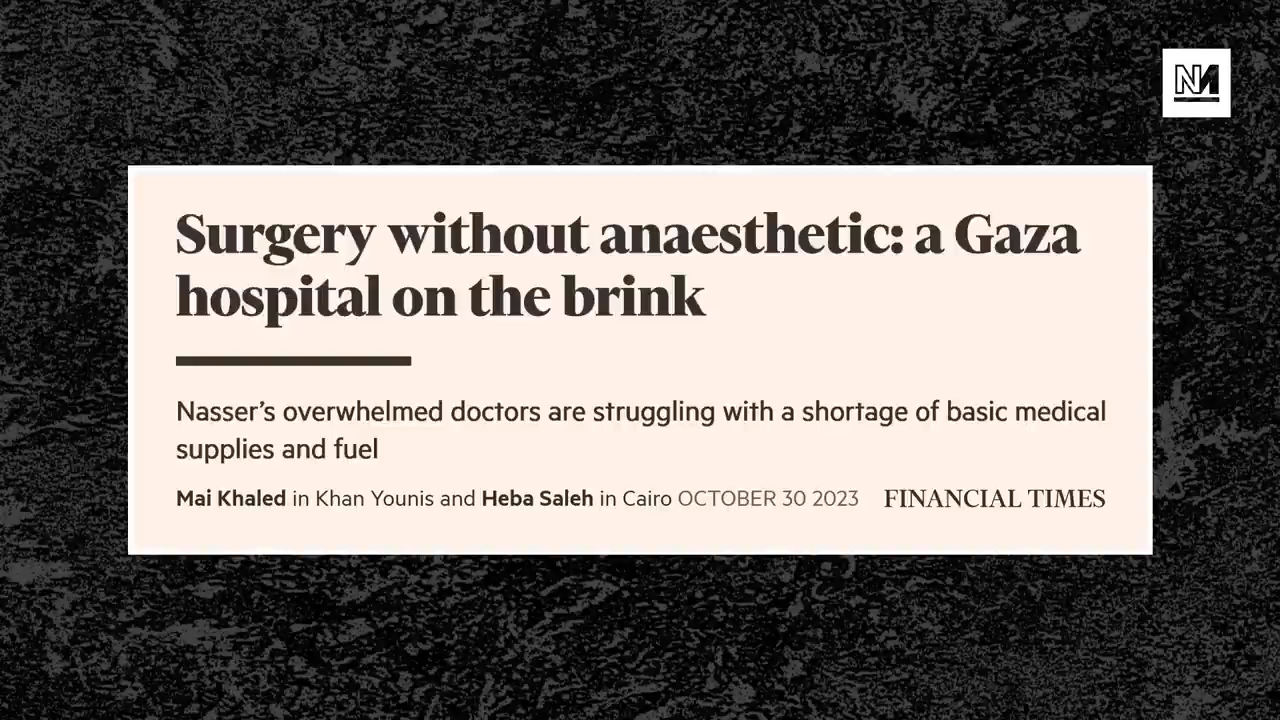 NM
Surgery without anaesthetic: a Gaza
hospital on the brink
Nasser’s overwhelmed doctors are struggling with a shortage of basic medical
supplies and fuel
Mai Khaled in Khan Younis and Heba Saleh in Cairo OCTOBER 30 2023 FINANCIAL TIMES